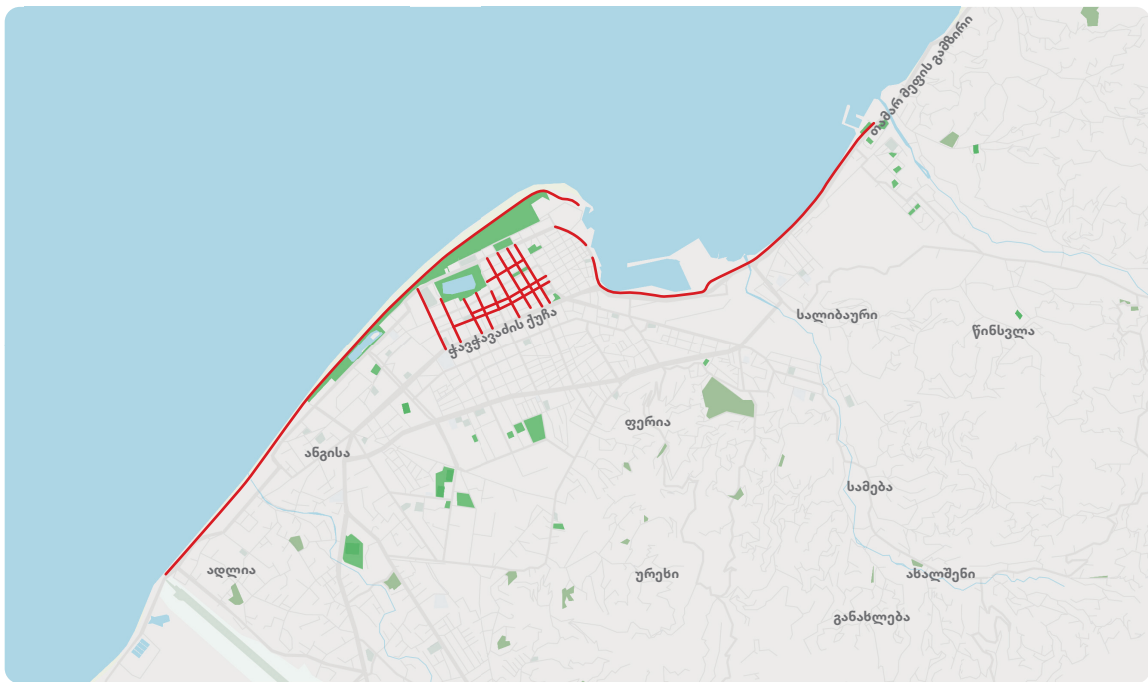 თამარ მეფის გამზირი
სალიბაური
წინსვლა
ჭავჭავაძის ქუჩა
ფერია
ანგისა
სამება
ადლია
ურეხი
ახალშენი
განახლება